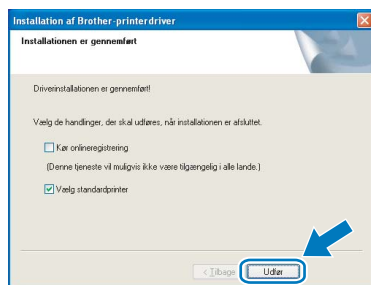 Installation af Brother-printerdriver
Installationen er gennemført
Driverinstallationen er gennemført!
Vælg de handlinger, der skal udføres, når installationen er afsluttet.
Kør onlineregistrering
(Denne tjeneste vil muligvis ikke være tilgængelig i alle lande.)
Vælg standardprinter
< Tilbage
Udfør